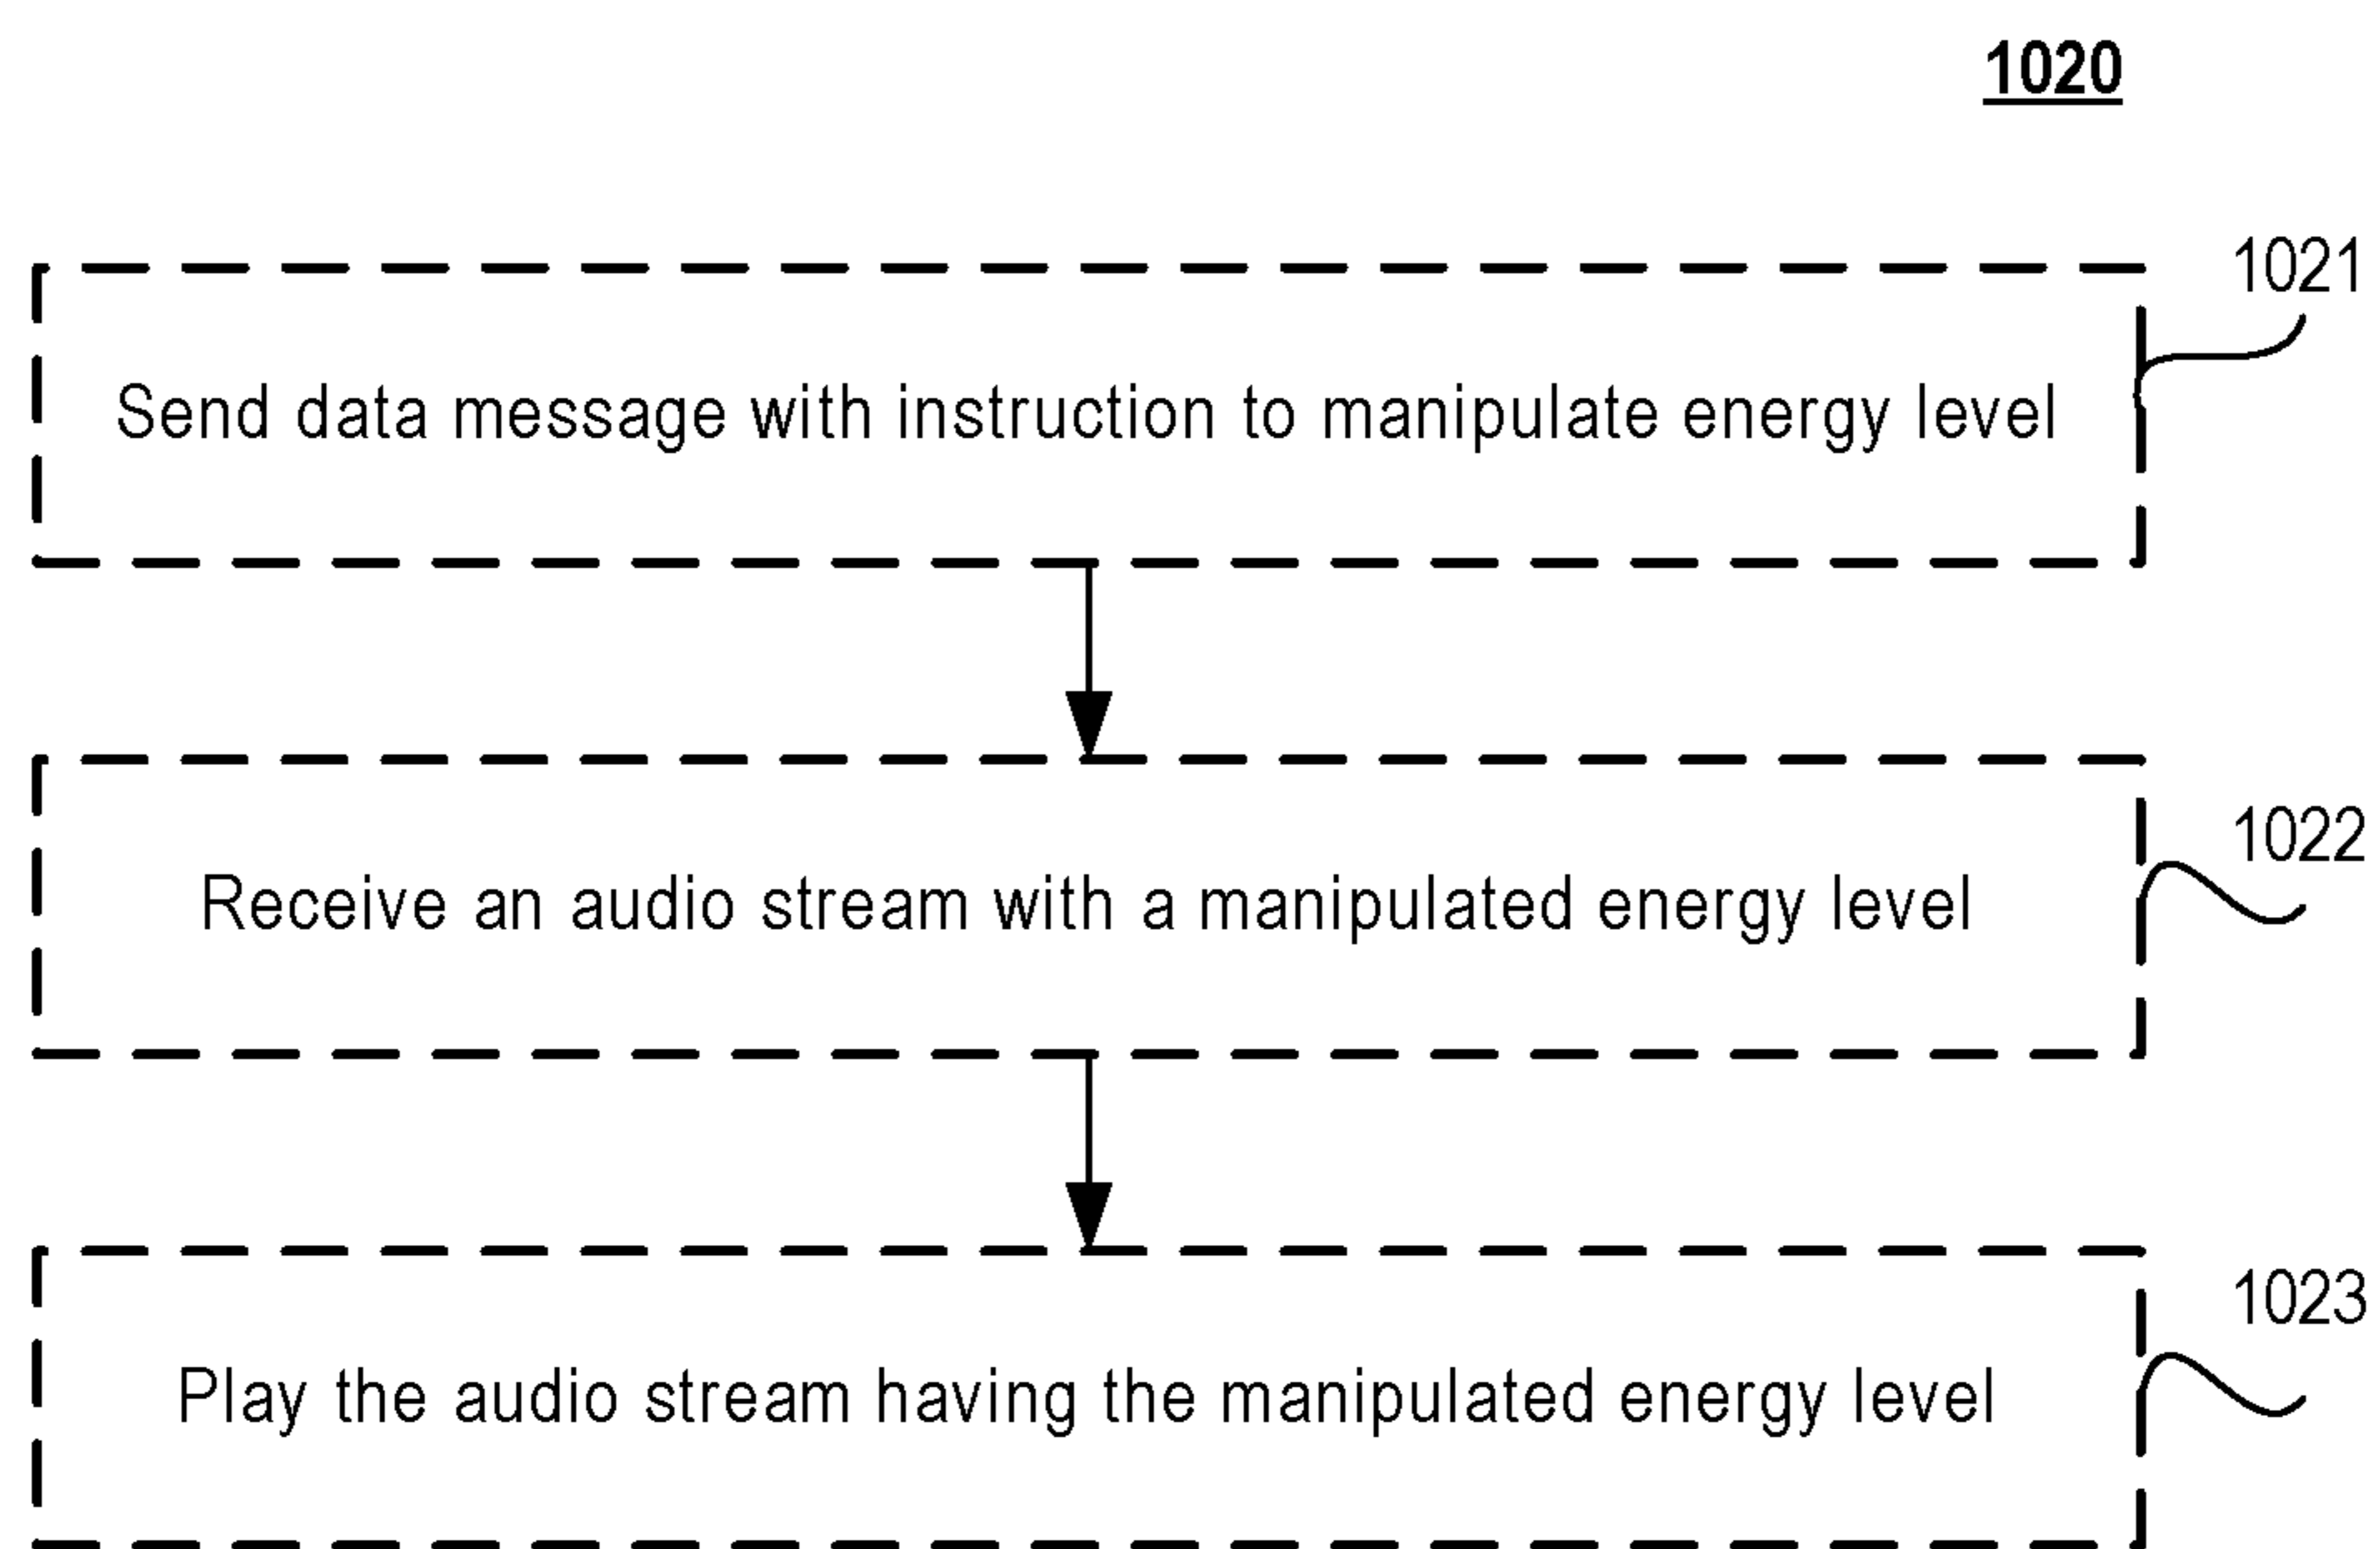 1020
1021
Send data message with instruction to manipulate energy level
1022
Receive an audio stream with a manipulated energy level
1023
Play the audio stream having the manipulated energy level